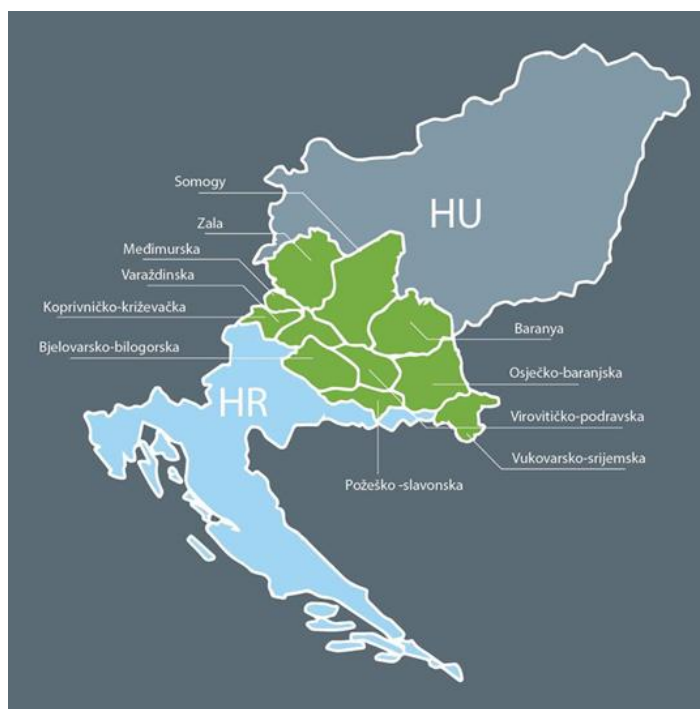 Somogy
HU
Zala
Međimurska
Varaždinska
Koprivničko-križevačka
Baranya
Bjelovarsko-bilogorska
Osječko-baranjska
HR
Virovitičko-podravska
Vukovarsko-srijemska
Požeško -slavonska